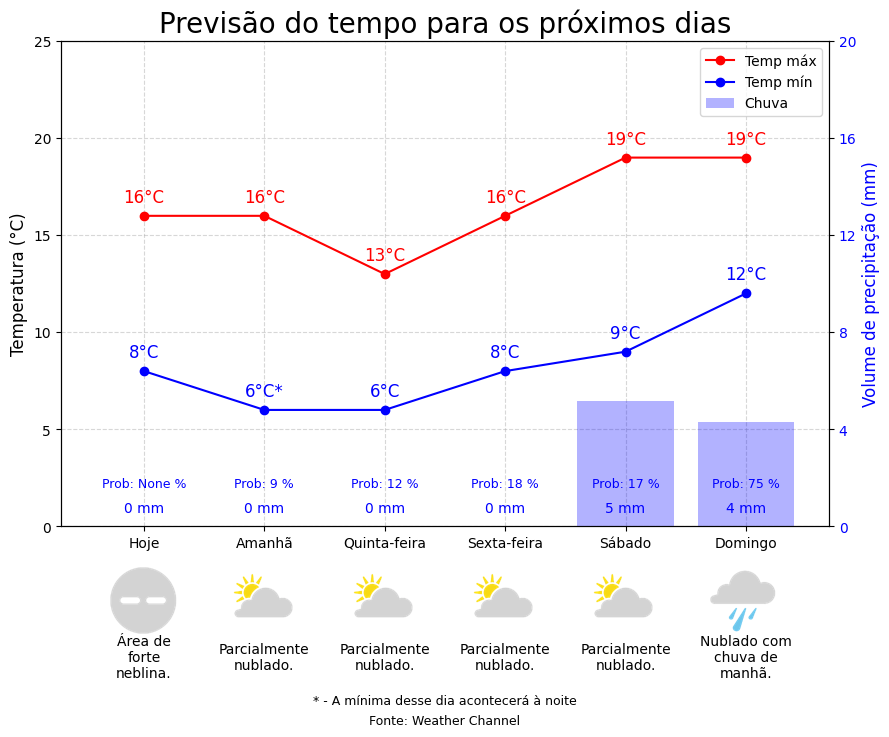 Previsão do tempo para os próximos dias
Temp máx
Temp mín
Chuva
Temperatura (°C)
Volume de precipitação (mm)
25
20
15
10
5
0
20
16
12
8
4
0
16°C 16°C 13°C 16°C 19°C 19°C
8°C 6°C* 6°C 8°C 9°C 12°C
Prob: None % Prob: 9 % Prob: 12 % Prob: 18 % Prob: 17 % Prob: 75 %
0 mm 0 mm 0 mm 0 mm 5 mm 4 mm
Hoje Amanhã Quinta-feira Sexta-feira Sábado Domingo
Área de
forte
neblina.
Parcialmente
nublado.
Parcialmente
nublado.
Parcialmente
nublado.
Parcialmente
nublado.
Nublado com
chuva de
manhã.
* - A mínima desse dia acontecerá à noite
Fonte: Weather Channel